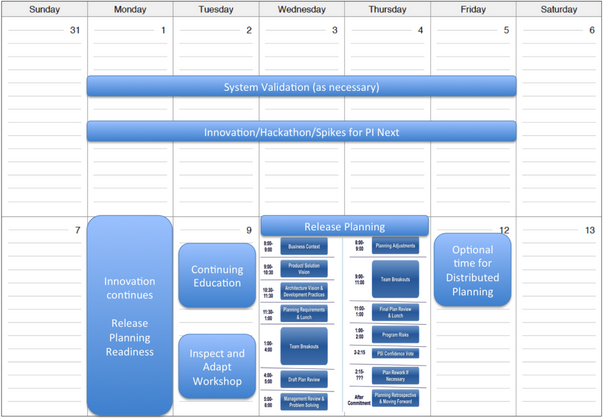 Sunday Monday Tuesday Wednesday Thursday Friday Saturday
31 1 2 3 4 5 6
System Validation (as necessary)
Innovation/Hackathon/Spikes for PI Next
7 9 12 13
Innovation
continues
Release
Planning
Readiness
Continuing
Education
Inspect and
Adapt
Workshop
Release Planning
8:00-
9:00
Business Context
9:00-
10:30
Product/ Solution
Vision
10:30-
11:30
Architecture Vision &
Development Practices
11:30-
1:00
Planning Requirements
& Lunch
1:00-
4:00
Team Breakouts
4:00-
5:00
Draft Plan Review
5:00-
6:00
Management Review &
Problem Solving
8:00-
9:00
Planning Adjustments
9:00-
11:00
Team Breakouts
11:00-
1:00
Final Plan Review
& Lunch
1:00-
2:00
Program Risks
2-2:15
PSI Confidence Vote
2:15-
???
Plan Rework If
Necessary
After
Commitment
Planning Retrospective
& Moving Forward
Optional
time for
Distributed
Planning